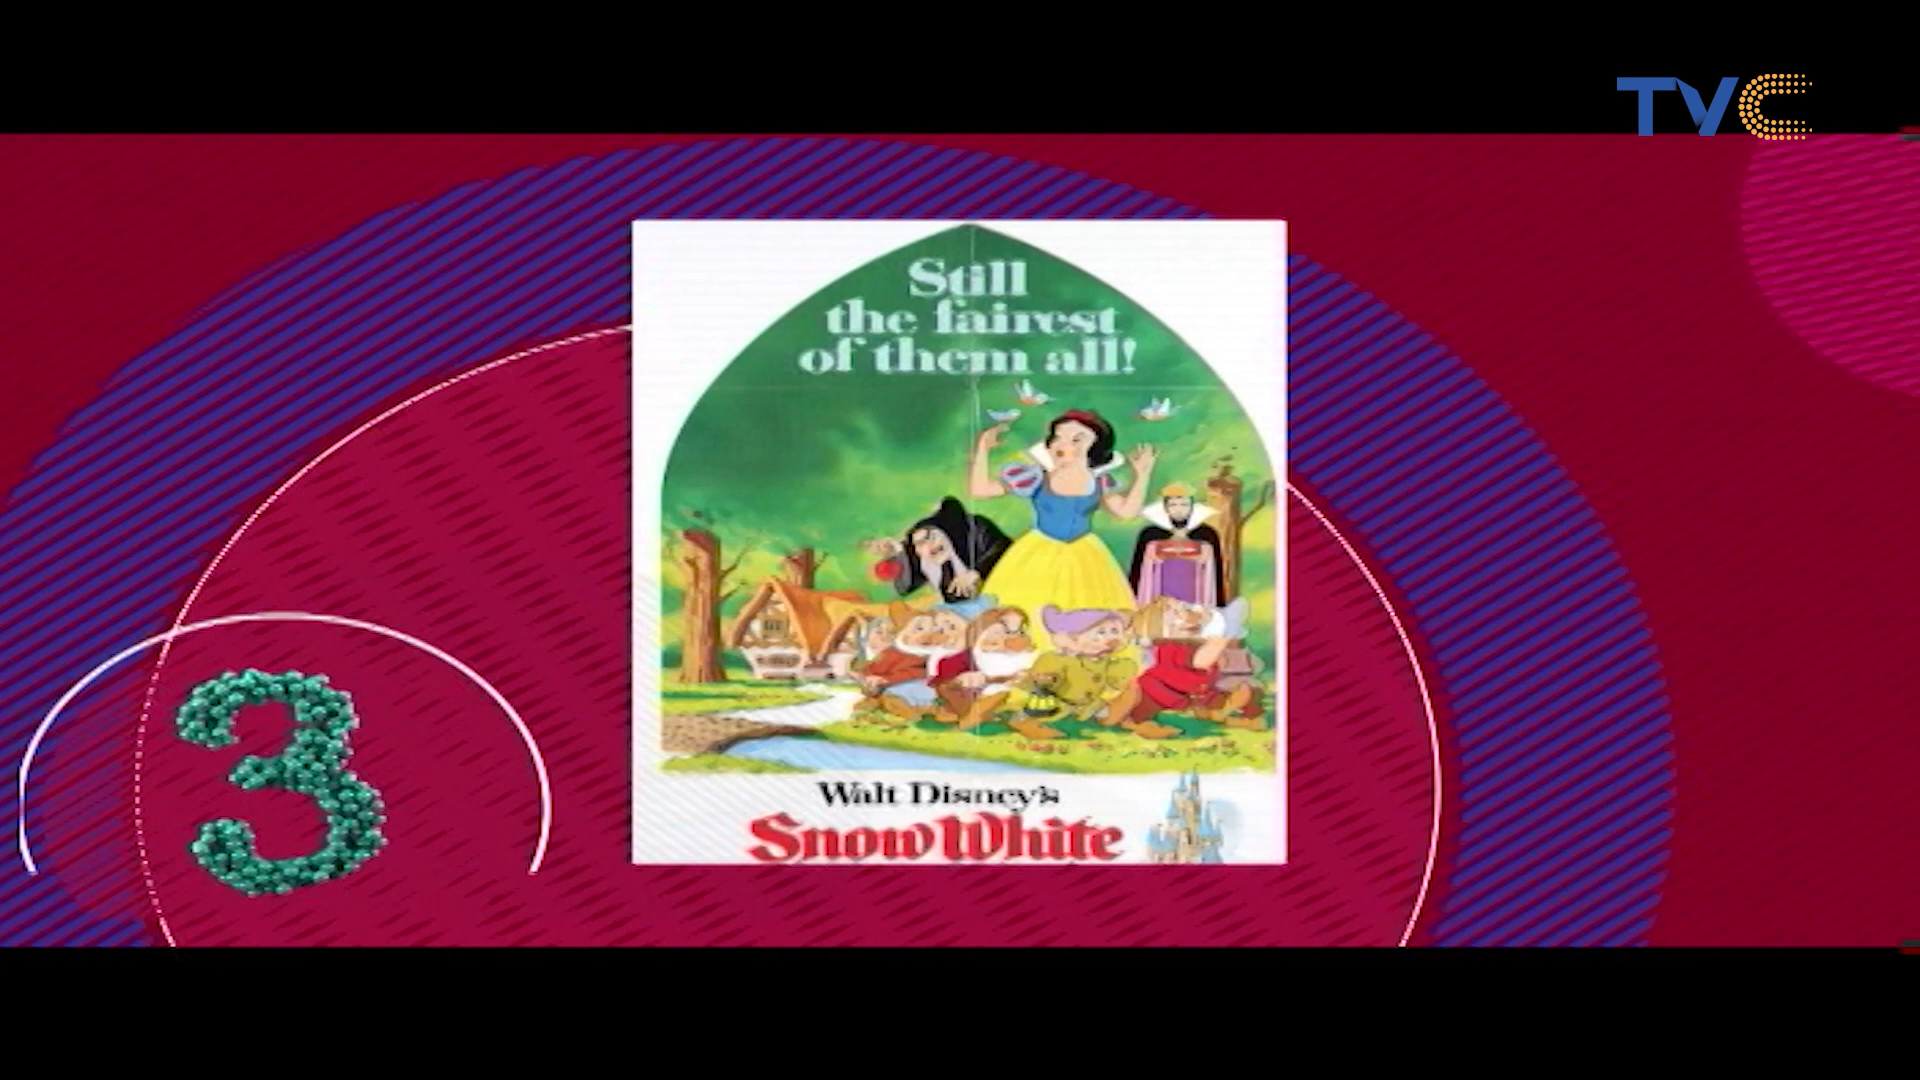 TVC
Still
the fairest
of them all!
3
Walt Disney's
Snow White